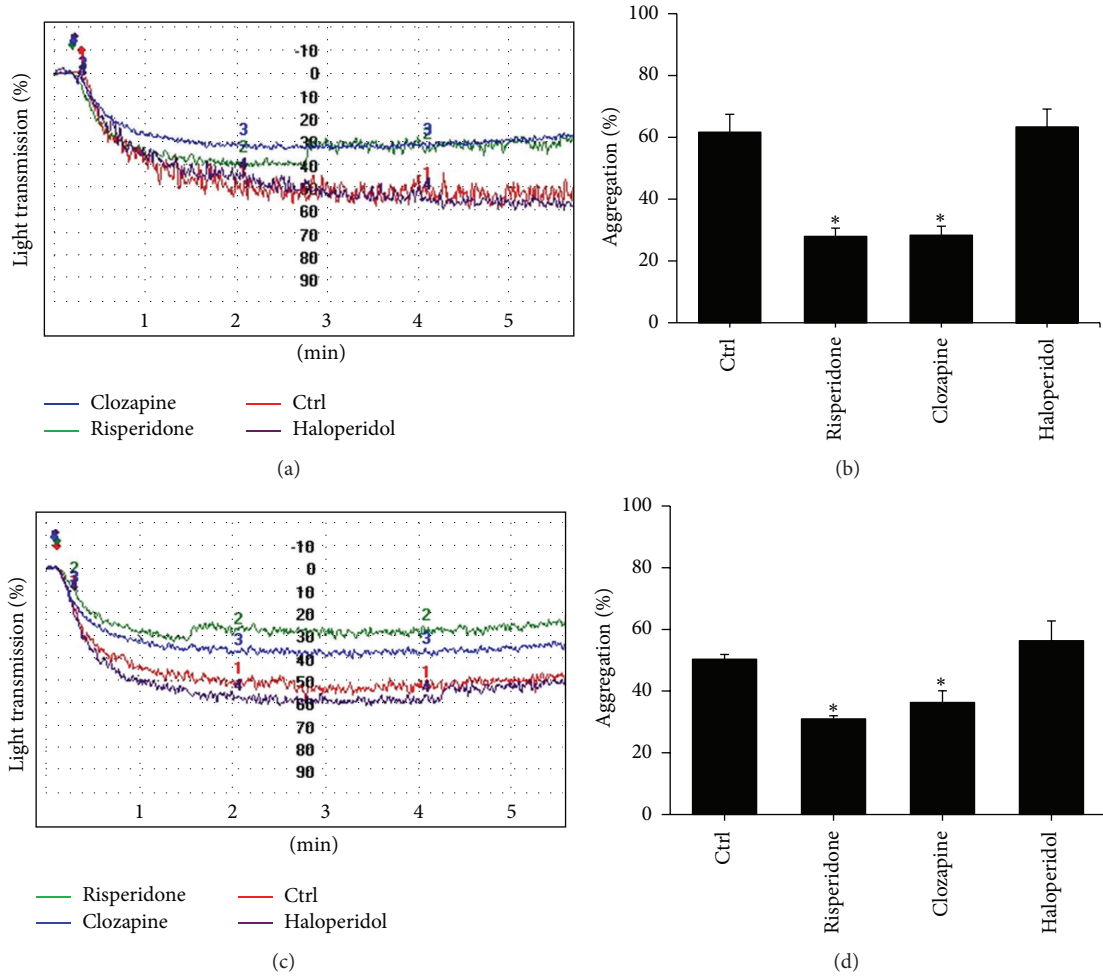 Light transmission (%)
-10
0
10
20
30
40
50
60
70
80
90
3
2
4
3
1
4
1
2
3
4
5
(min)
Clozapine
Ctrl
Risperidone
Haloperidol
(a)
Aggregation (%)
100
80
60
40
20
0
*
*
Ctrl
Risperidone
Clozapine
Haloperidol
(b)
Light transmission (%)
-10
0
10
20
30
40
50
60
70
80
90
2
2
3
1
4
2
3
1
4
1
2
3
4
5
(min)
Risperidone
Ctrl
Clozapine
Haloperidol
(c)
Aggregation (%)
100
80
60
40
20
0
*
*
Ctrl
Risperidone
Clozapine
Haloperidol
(d)